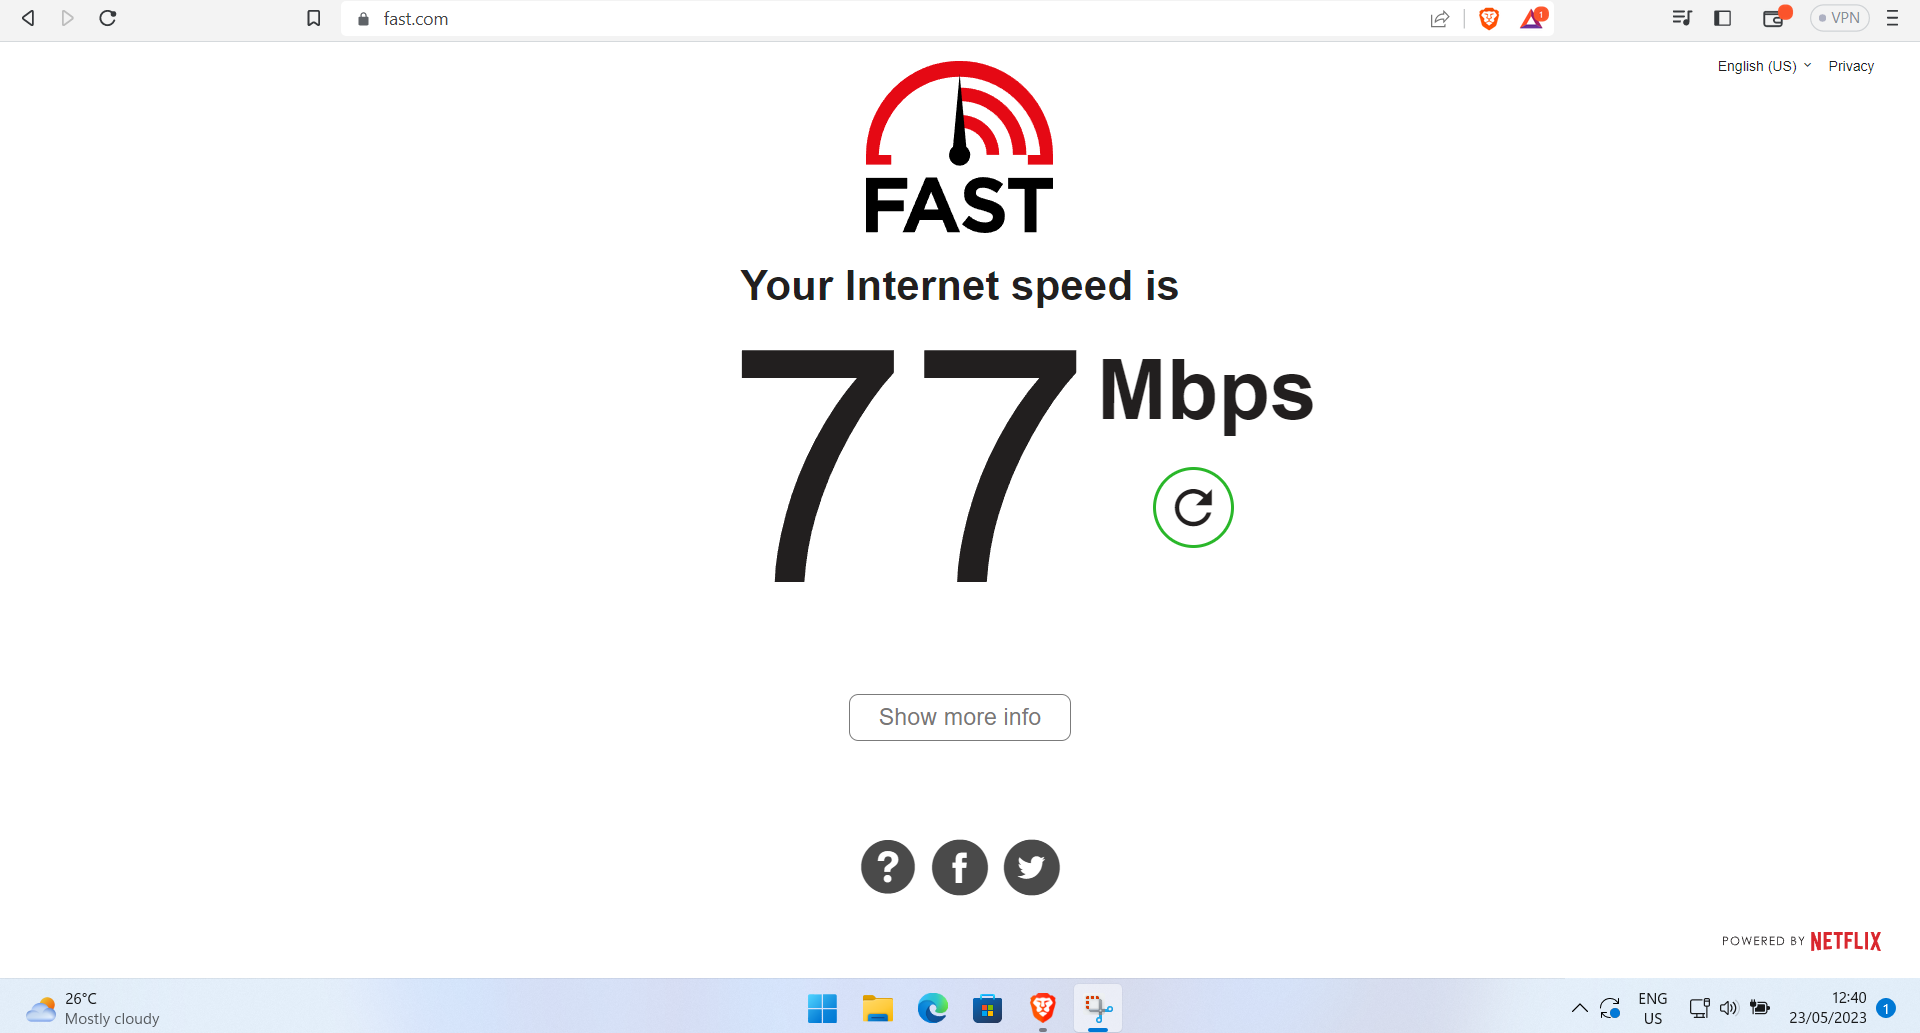 fast.com
1
VPN
English (US)
Privacy
FAST
Your Internet speed is
77 Mbps
Show more info
?
f
POWERED BY NETFLIX
26°C
Mostly cloudy
ENG
US
12:40
23/05/2023
1